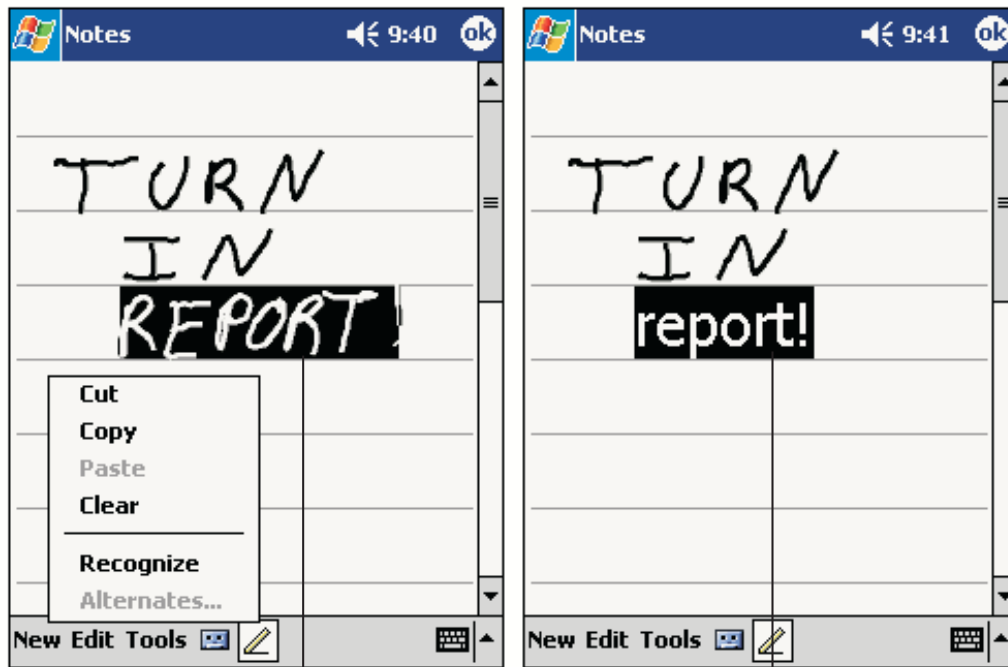 Notes 9:40 ok
TURN
IN
REPORT!
Cut
Copy
Paste
Clear
Recognize
Alternates...
New Edit Tools
Notes 9:41 ok
TURN
IN
report!
New Edit Tools